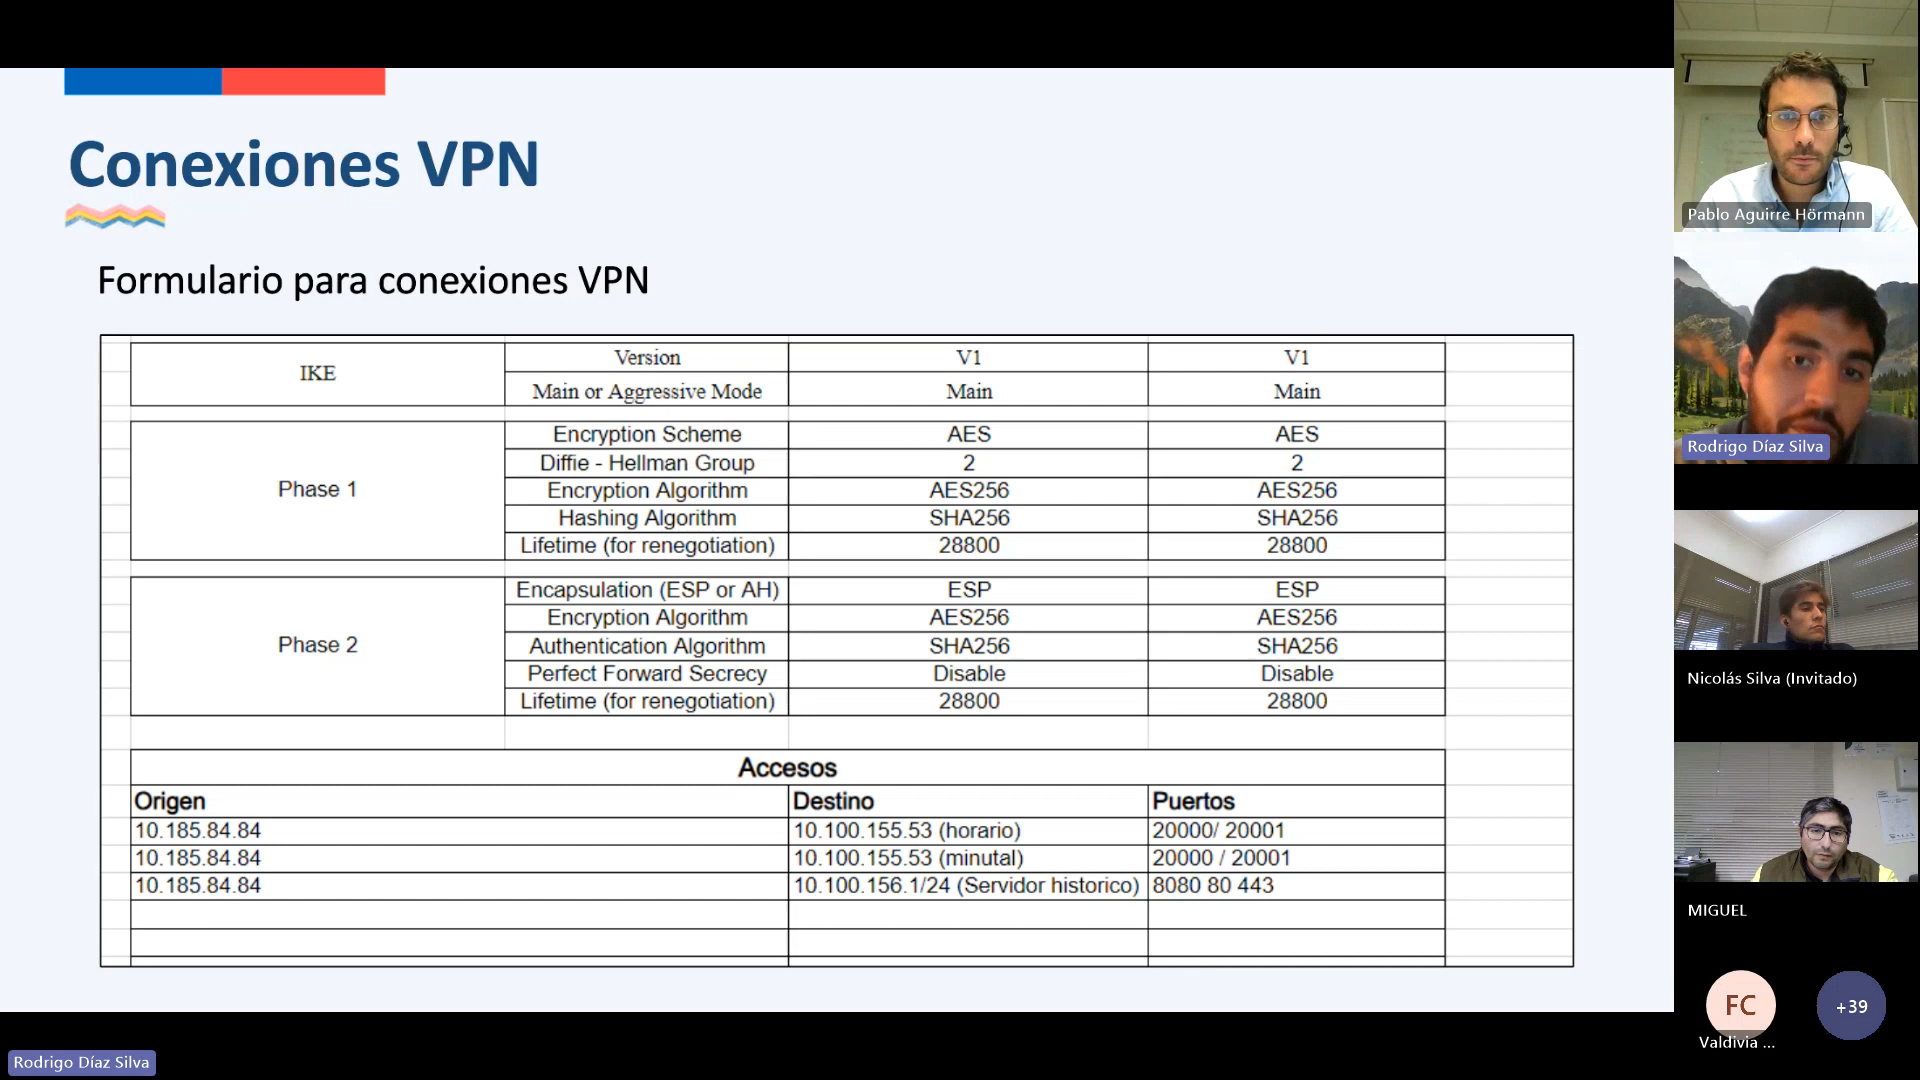 Conexiones VPN
Formulario para conexiones VPN
IKE
Version V1 V1
Main or Aggressive Mode Main Main
Phase 1
Encryption Scheme AES AES
Diffie - Hellman Group 2 2
Encryption Algorithm AES256 AES256
Hashing Algorithm SHA256 SHA256
Lifetime (for renegotiation) 28800 28800
Phase 2
Encapsulation (ESP or AH) ESP ESP
Encryption Algorithm AES256 AES256
Authentication Algorithm SHA256 SHA256
Perfect Forward Secrecy Disable Disable
Lifetime (for renegotiation) 28800 28800
Accesos
Origen Destino Puertos
10.185.84.84 10.100.155.53 (horario) 20000/ 20001
10.185.84.84 10.100.155.53 (minutal) 20000 / 20001
10.185.84.84 10.100.156.1/24 (Servidor historico) 8080 80 443
Rodrigo Díaz Silva
Pablo Aguirre Hörmann
Rodrigo Díaz Silva
Nicolás Silva (Invitado)
MIGUEL
FC
+39
Valdivia ...